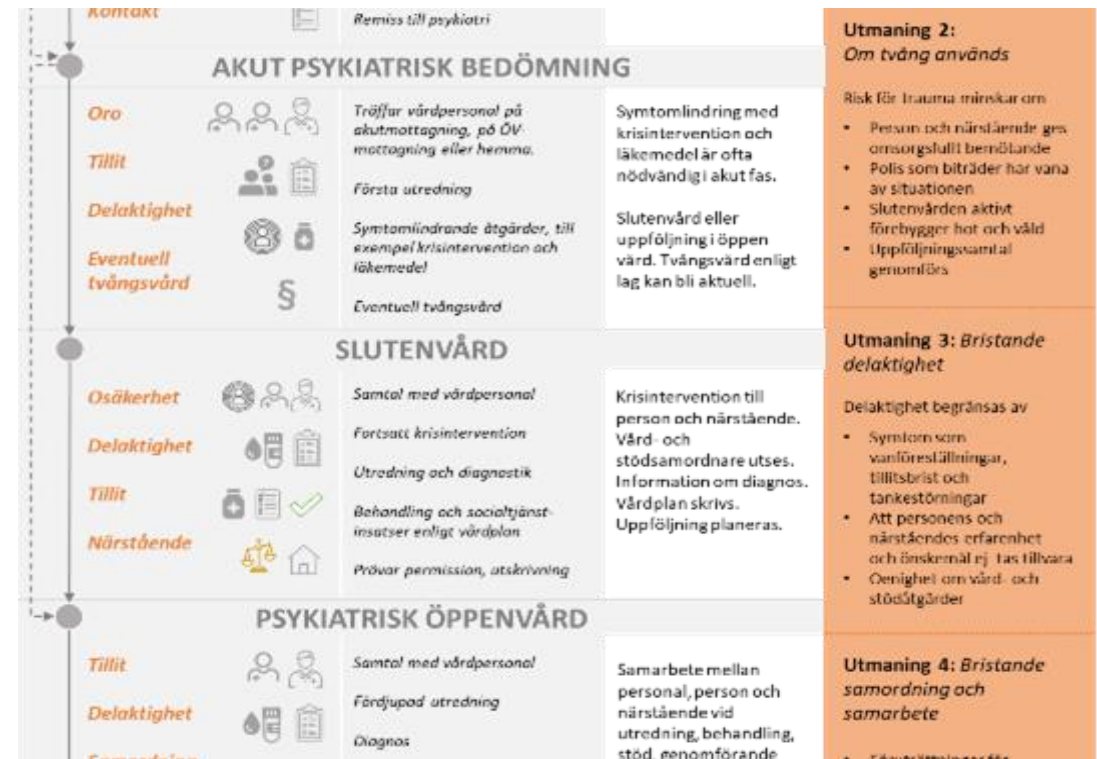 Kontakt
Remiss till psykiatri
AKUT PSYKIATRISK BEDÖMNING
Oro
Tillit
Delaktighet
Eventuell
tvångsvård
§
Träffar vårdpersonal på
akutmottagning, på ÖV-
mottagning eller hemma.
Första utredning
Symtomlindrande åtgärder, till
exempel krisintervention och
läkemedel
Eventuell tvångsvård
Symtomlindring med
krisintervention och
läkemedel är ofta
nödvändig i akut fas.
Slutenvård eller
uppföljning i öppen
vård. Tvångsvård enligt
lag kan bli aktuell.
SLUTENVÅRD
Osäkerhet
Delaktighet
Tillit
Närstående
Samtal med vårdpersonal
Fortsatt krisintervention
Utredning och diagnostik
Behandling och socialtjänst-
insatser enligt vårdplan
Prövar permission, utskrivning
Krisintervention till
person och närstående.
Vård- och
stödsamordnare utses.
Information om diagnos.
Vårdplan skrivs.
Uppföljning planeras.
PSYKIATRISK ÖPPENVÅRD
Tillit
Delaktighet
Samordning
Samtal med vårdpersonal
Fördjupad utredning
Diagnos
Samarbete mellan
personal, person och
närstående vid
utredning, behandling,
stöd, genomförande
Utmaning 2:
Om tvång används
Risk för trauma minskar om
• Person och närstående ges
omsorgsfullt bemötande
• Polis som biträder har vana
av situationen
• Slutenvården aktivt
förebygger hot och våld
• Uppföljningssamtal
genomförs
Utmaning 3: Bristande
delaktighet
Delaktighet begränsas av
• Symtom som
vanföreställningar,
tillitsbrist och
tankestörningar
• Att personens och
närståendes erfarenhet
och önskemål ej tas tillvara
• Oenighet om vård- och
stödåtgärder
Utmaning 4: Bristande
samordning och
samarbete
• Förutsättningar för